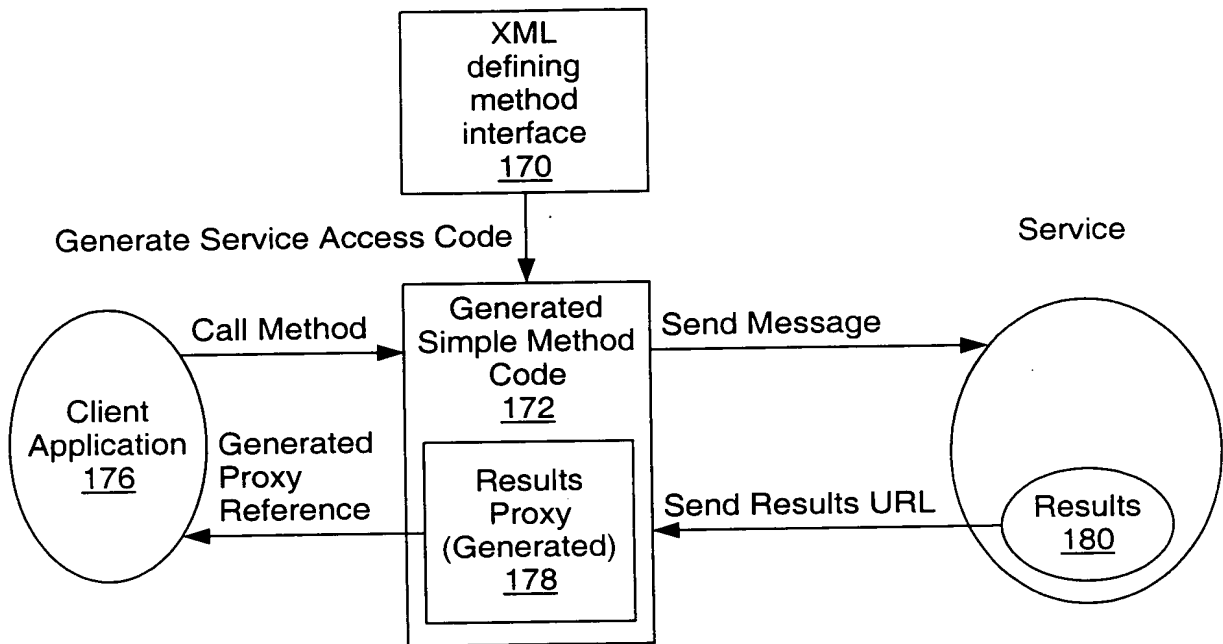 XML
defining
method
interface
170
Generate Service Access Code
Service
Call Method
Generated
Simple Method
Code
172
Send Message
Client
Application
176
Generated
Proxy
Reference
Results
Proxy
(Generated)
178
Send Results URL
Results
180